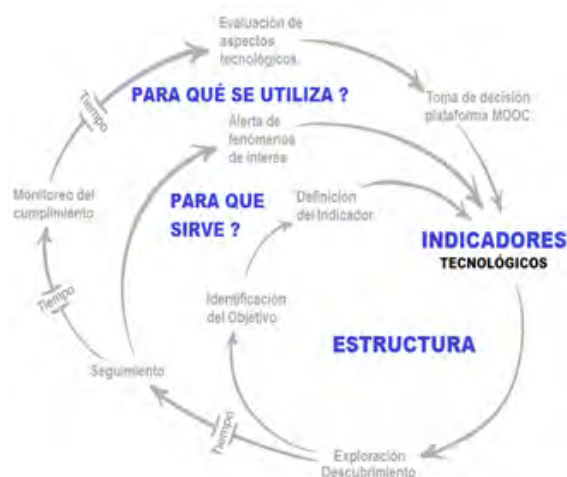 Evaluación de
aspectos
tecnológicos.
Tiempo
PARA QUÉ SE UTILIZA ?
Toma de decisión
plataforma MOOC
Alerta de
fenómenos
de interés
Monitoreo del
cumplimiento
PARA QUE
SIRVE ?
Definición
del Indicador
INDICADORES
TECNOLÓGICOS
Tiempo
Identificación
del Objetivo
ESTRUCTURA
Seguimiento
Tiempo
Exploración
Descubrimiento